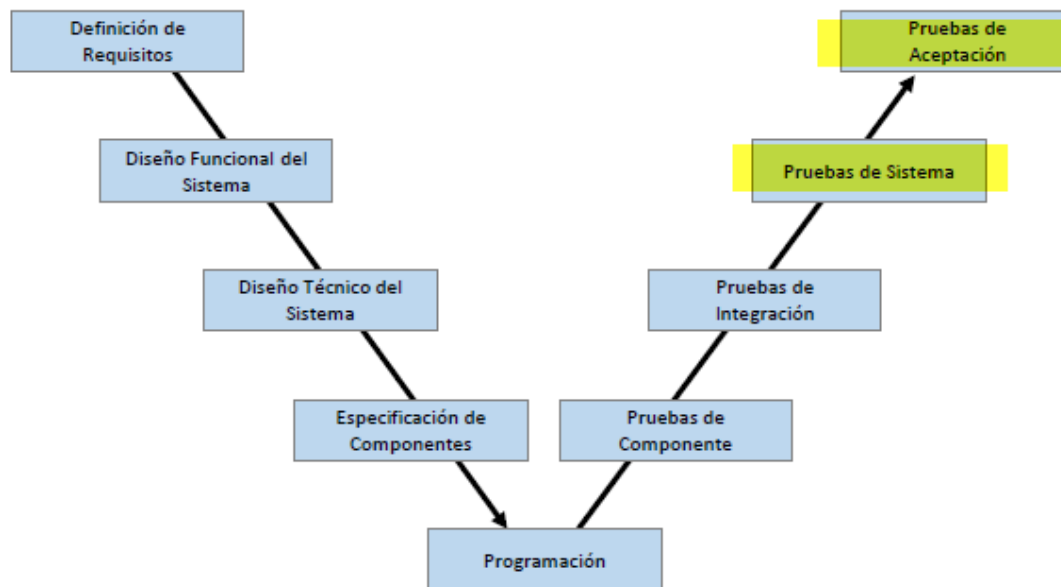 Definición de
Requisitos
Pruebas de
Aceptación
Diseño Funcional del
Sistema
Pruebas de Sistema
Diseño Técnico del
Sistema
Pruebas de
Integración
Especificación de
Componentes
Pruebas de
Componente
Programación